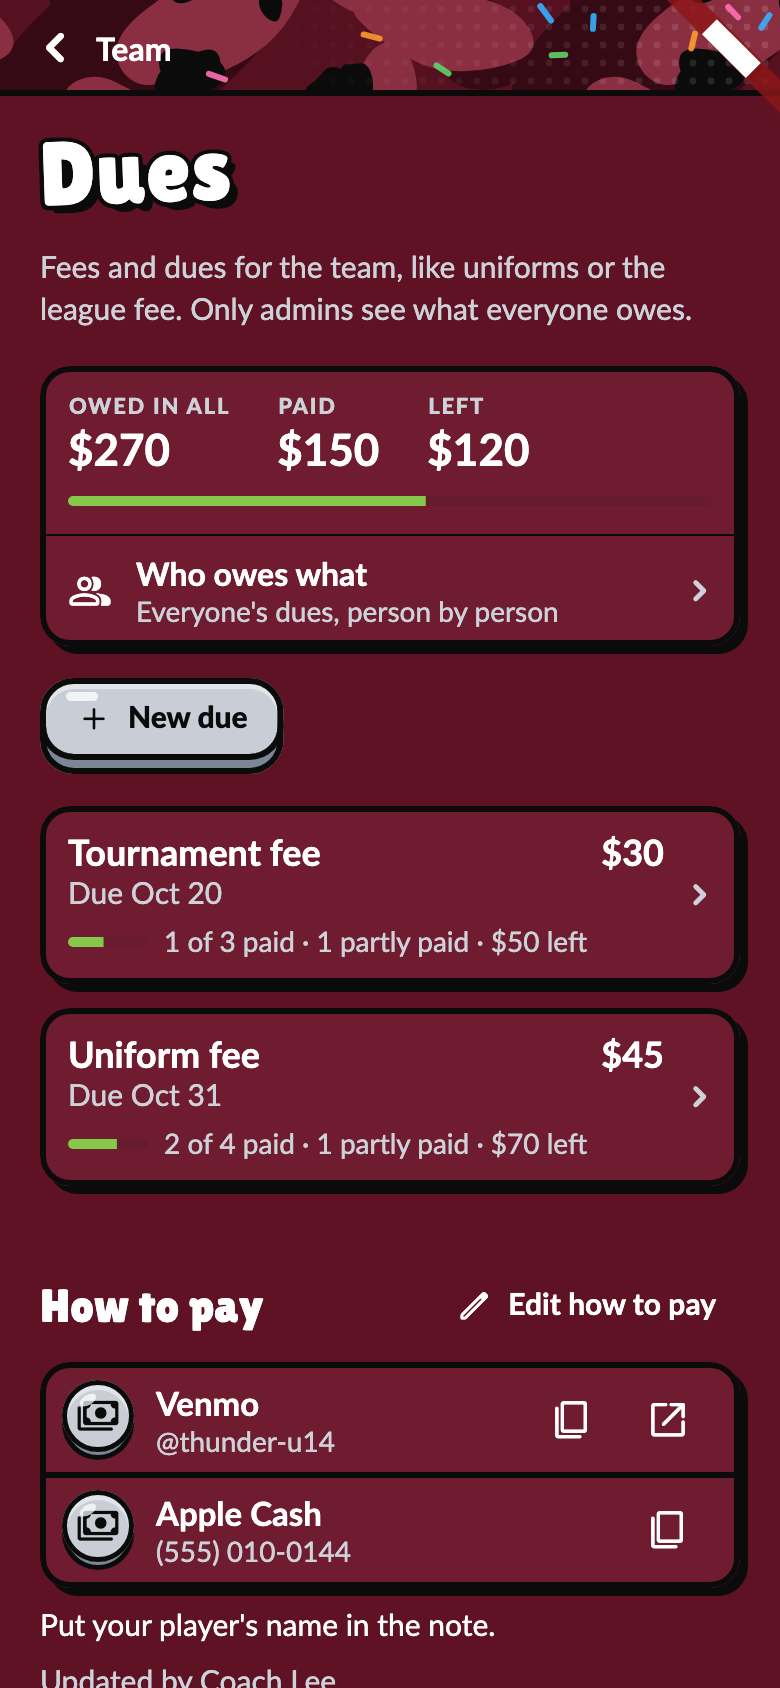 Team
Dues
Fees and dues for the team, like uniforms or the
league fee. Only admins see what everyone owes.
OWED IN ALL PAID LEFT
$270 $150 $120
Who owes what
Everyone's dues, person by person
+ New due
Tournament fee $30
Due Oct 20
1 of 3 paid · 1 partly paid · $50 left
Uniform fee $45
Due Oct 31
2 of 4 paid · 1 partly paid · $70 left
How to pay Edit how to pay
Venmo
@thunder-u14
Apple Cash
(555) 010-0144
Put your player's name in the note.
Updated by Coach Lee